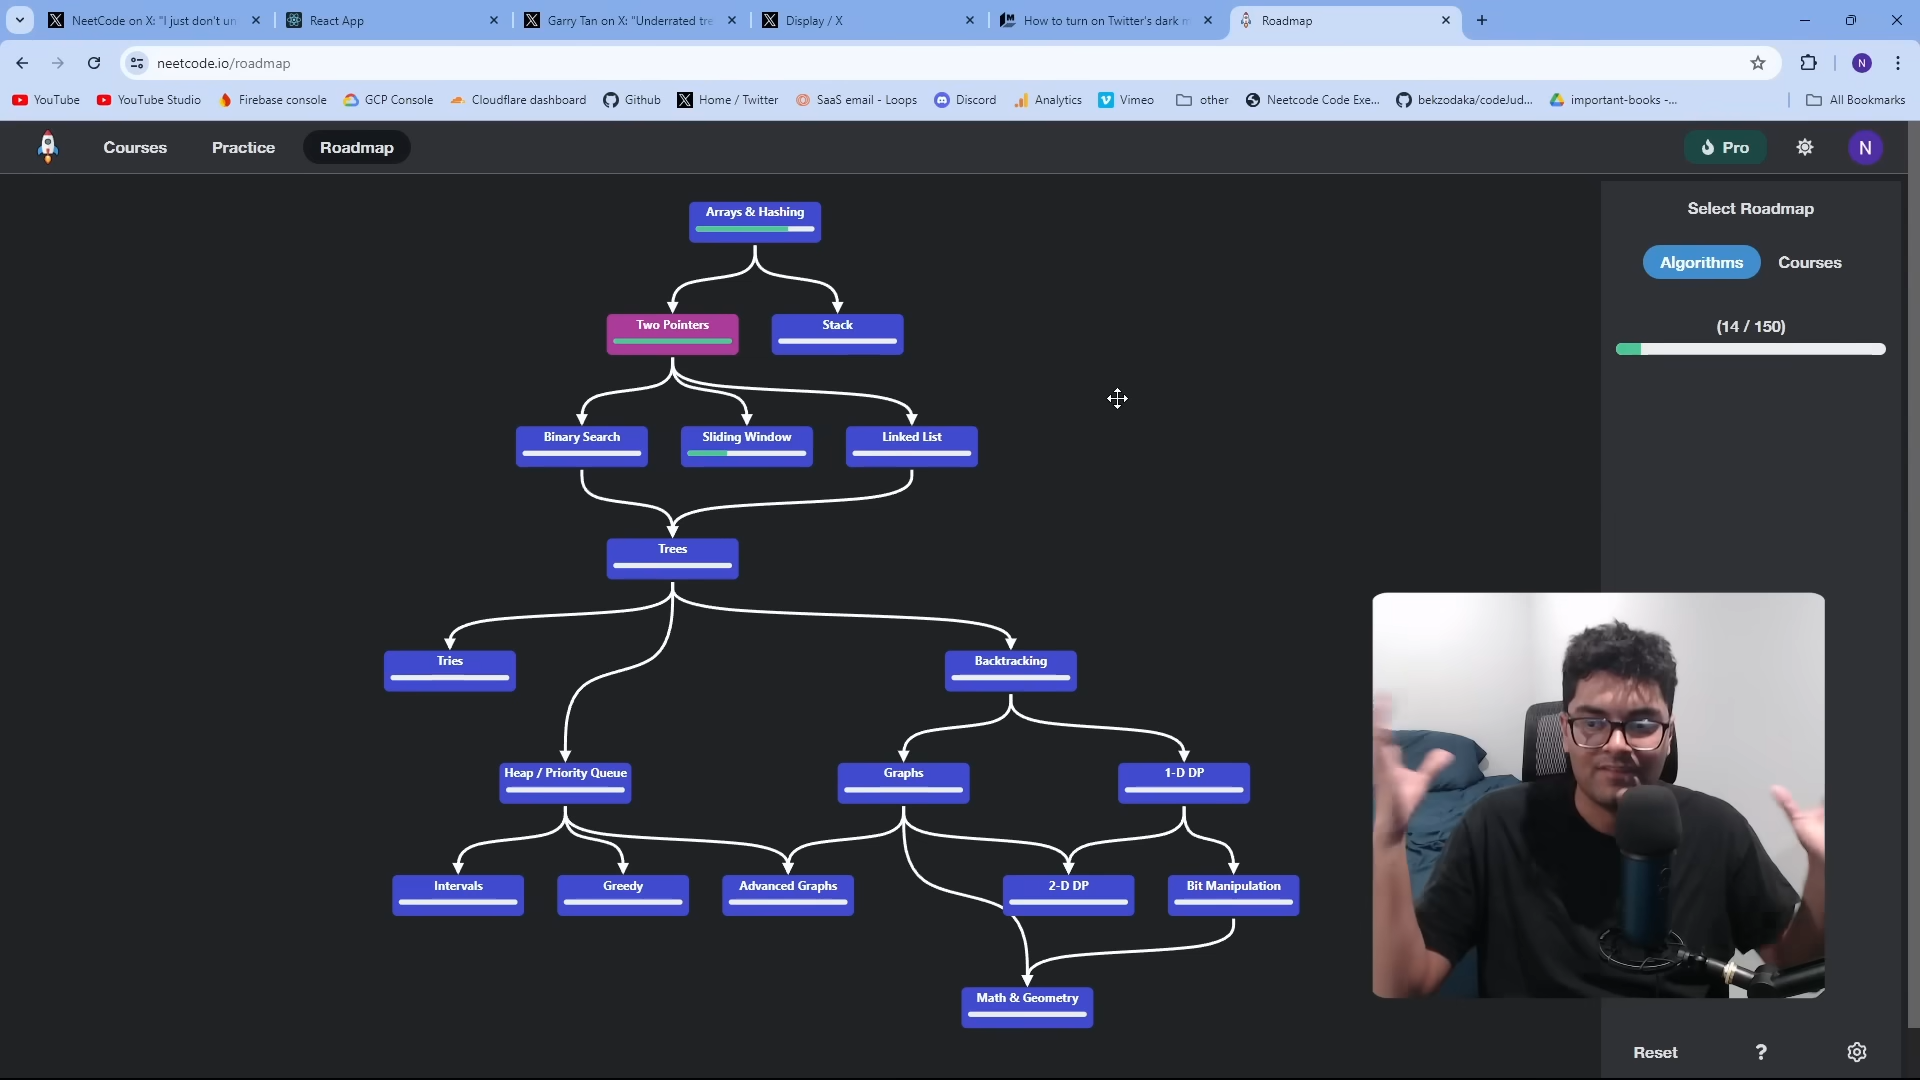 NeetCode on X: "I just don't un
React App
Garry Tan on X: "Underrated tre
Display / X
How to turn on Twitter's dark m
Roadmap
neetcode.io/roadmap
N
YouTube
YouTube Studio
Firebase console
GCP Console
Cloudflare dashboard
Github
Home / Twitter
SaaS email - Loops
Discord
Analytics
Vimeo
other
Neetcode Code Exe...
bekzodaka/codeJud...
important-books -...
All Bookmarks
Courses
Practice
Roadmap
Pro
N
Arrays & Hashing
Two Pointers
Stack
Binary Search
Sliding Window
Linked List
Trees
Tries
Backtracking
Heap / Priority Queue
Graphs
1-D DP
Intervals
Greedy
Advanced Graphs
2-D DP
Bit Manipulation
Math & Geometry
Select Roadmap
Algorithms
Courses
(14 / 150)
Reset
?